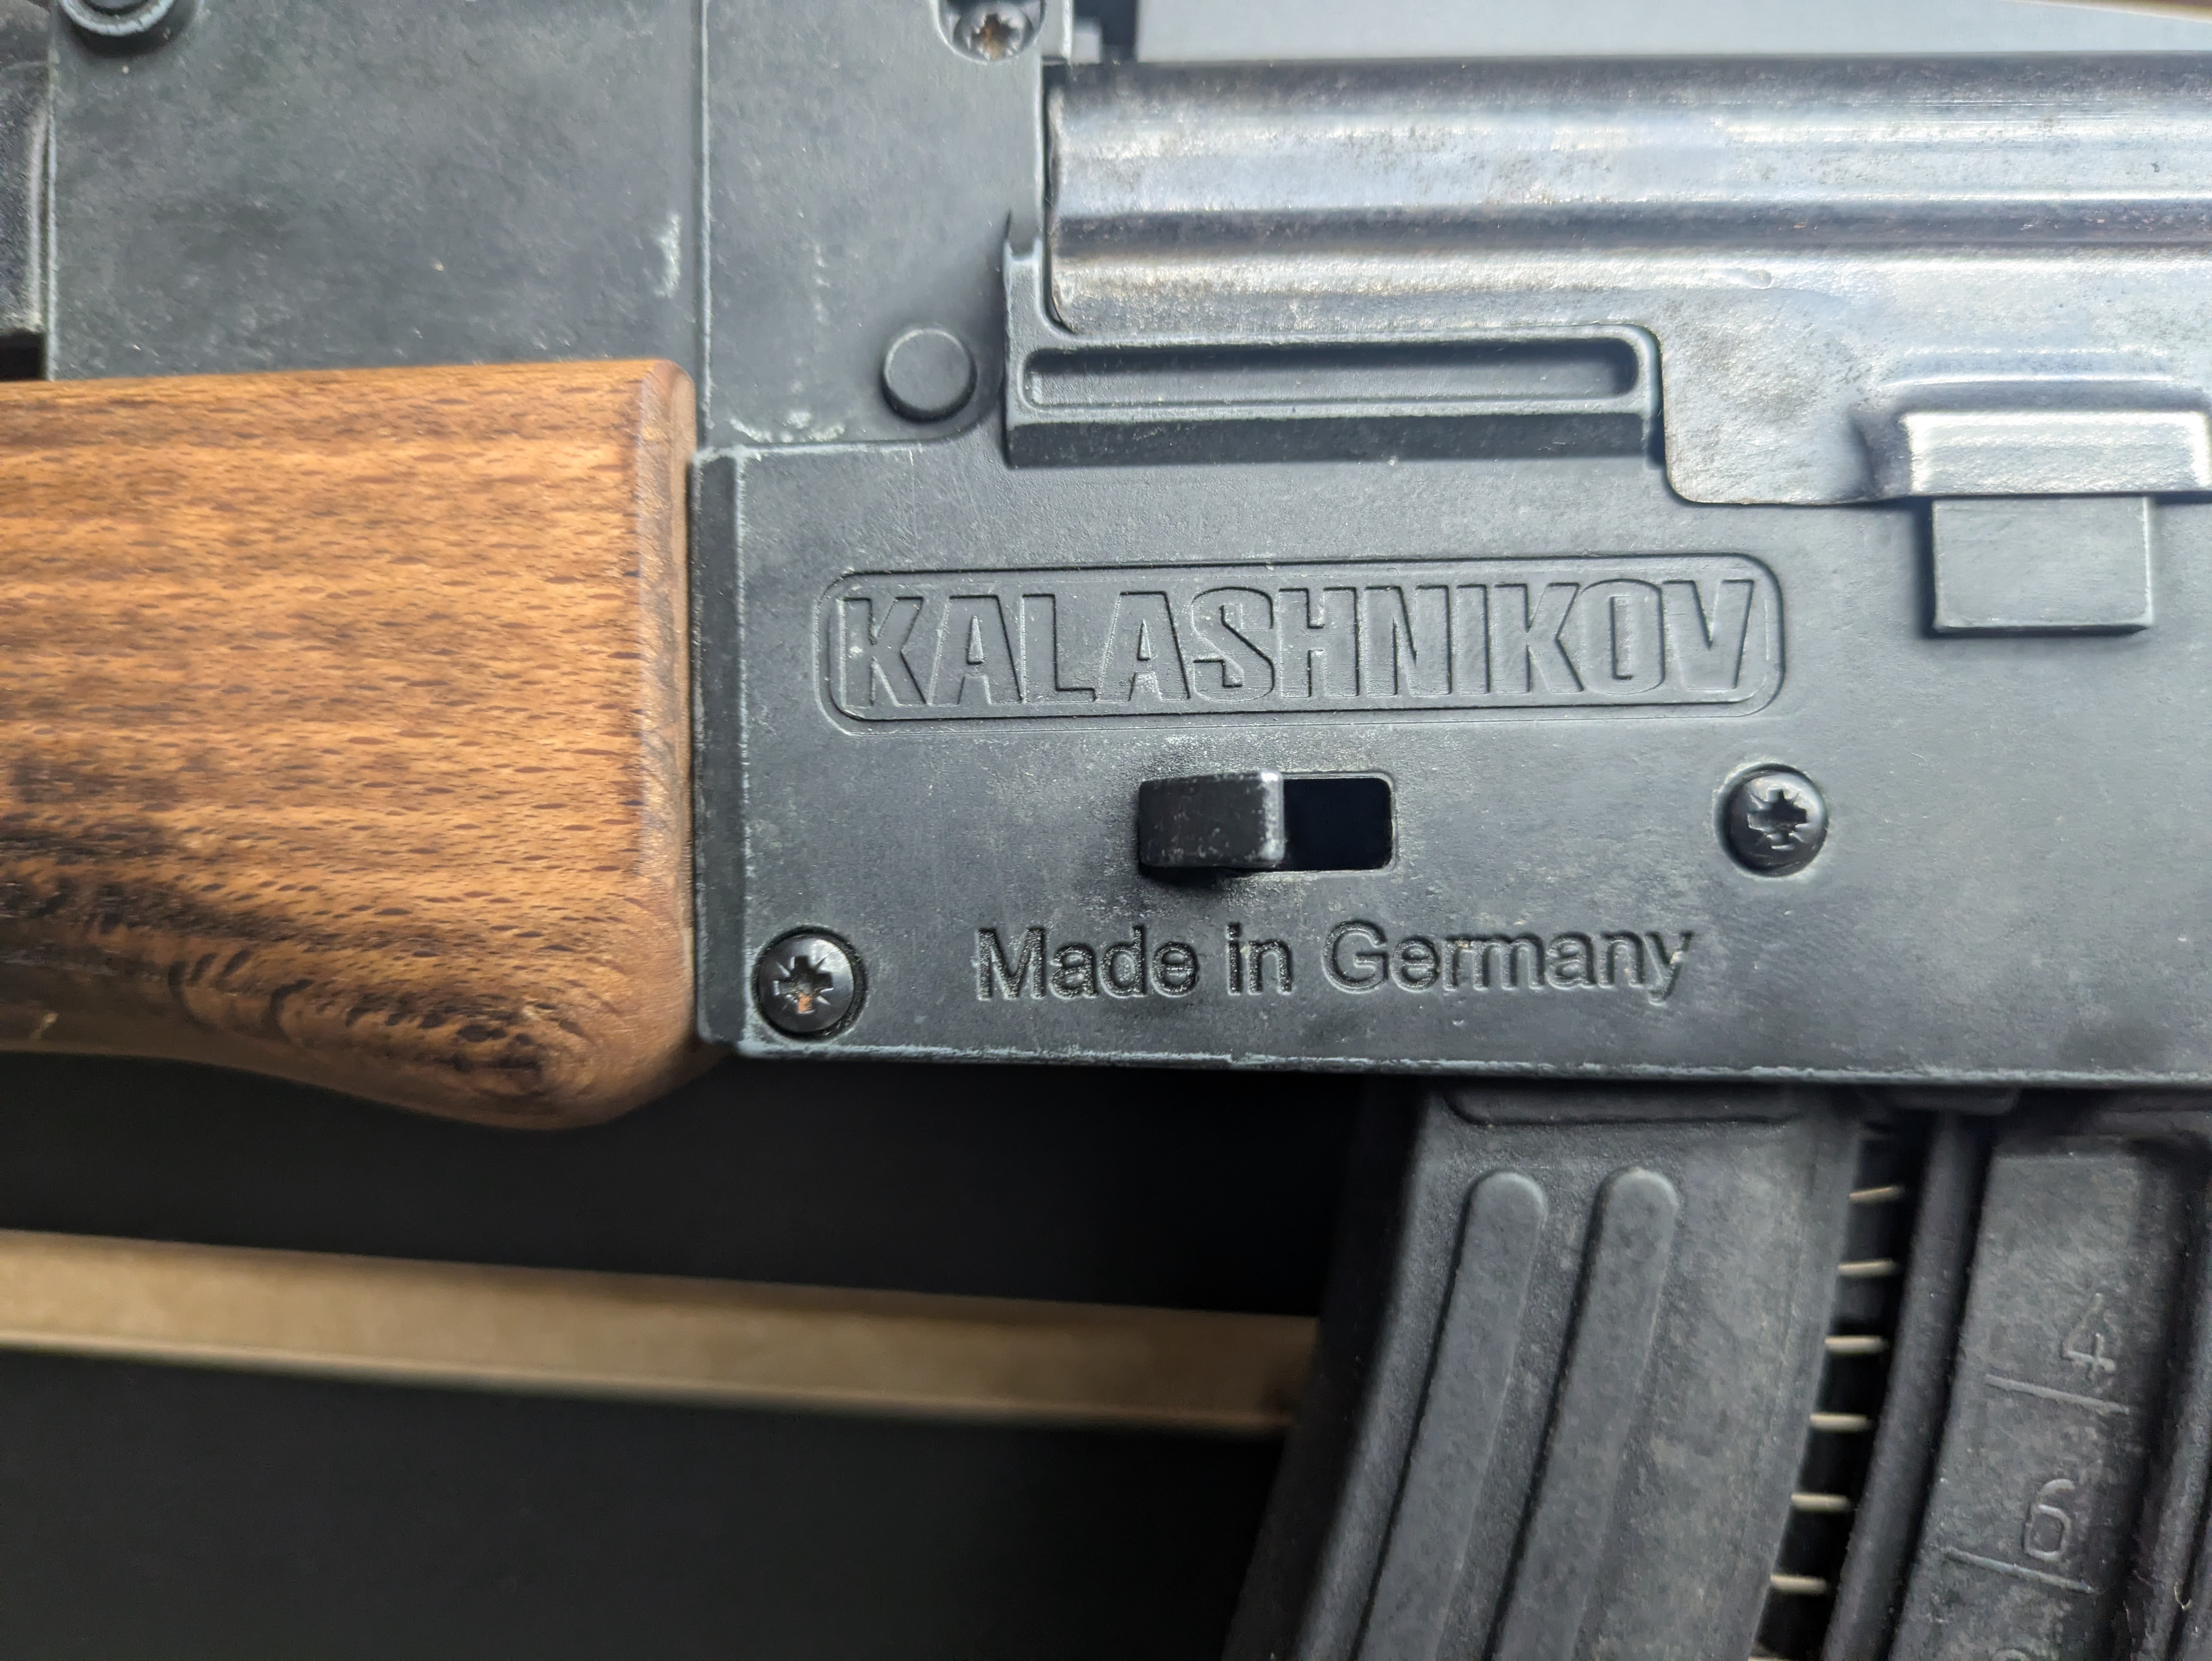 KALASHNIKOV
Made in Germany
4
6